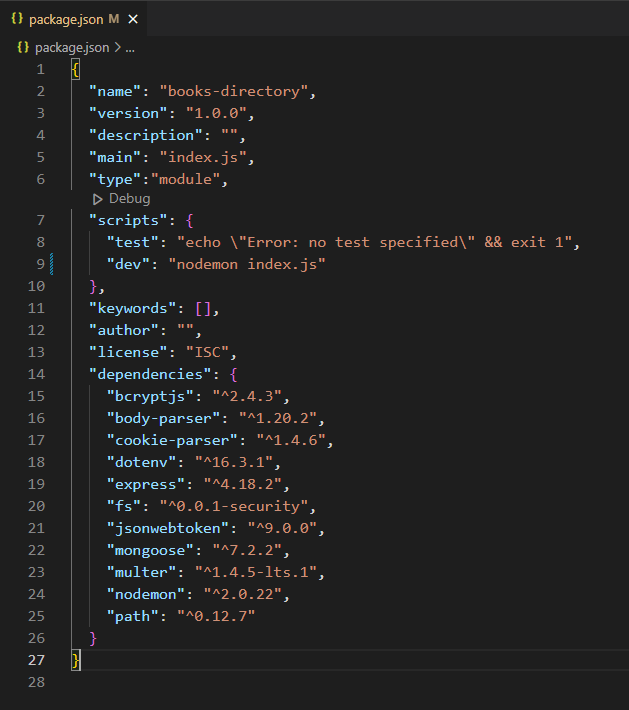 {} package.json M ×
{} package.json > ...
1 {
2   "name": "books-directory",
3   "version": "1.0.0",
4   "description": "",
5   "main": "index.js",
6   "type":"module",
Debug
7   "scripts": {
8     "test": "echo \"Error: no test specified\" && exit 1",
9     "dev": "nodemon index.js"
10   },
11   "keywords": [],
12   "author": "",
13   "license": "ISC",
14   "dependencies": {
15     "bcryptjs": "^2.4.3",
16     "body-parser": "^1.20.2",
17     "cookie-parser": "^1.4.6",
18     "dotenv": "^16.3.1",
19     "express": "^4.18.2",
20     "fs": "^0.0.1-security",
21     "jsonwebtoken": "^9.0.0",
22     "mongoose": "^7.2.2",
23     "multer": "^1.4.5-lts.1",
24     "nodemon": "^2.0.22",
25     "path": "^0.12.7"
26   }
27 }
28